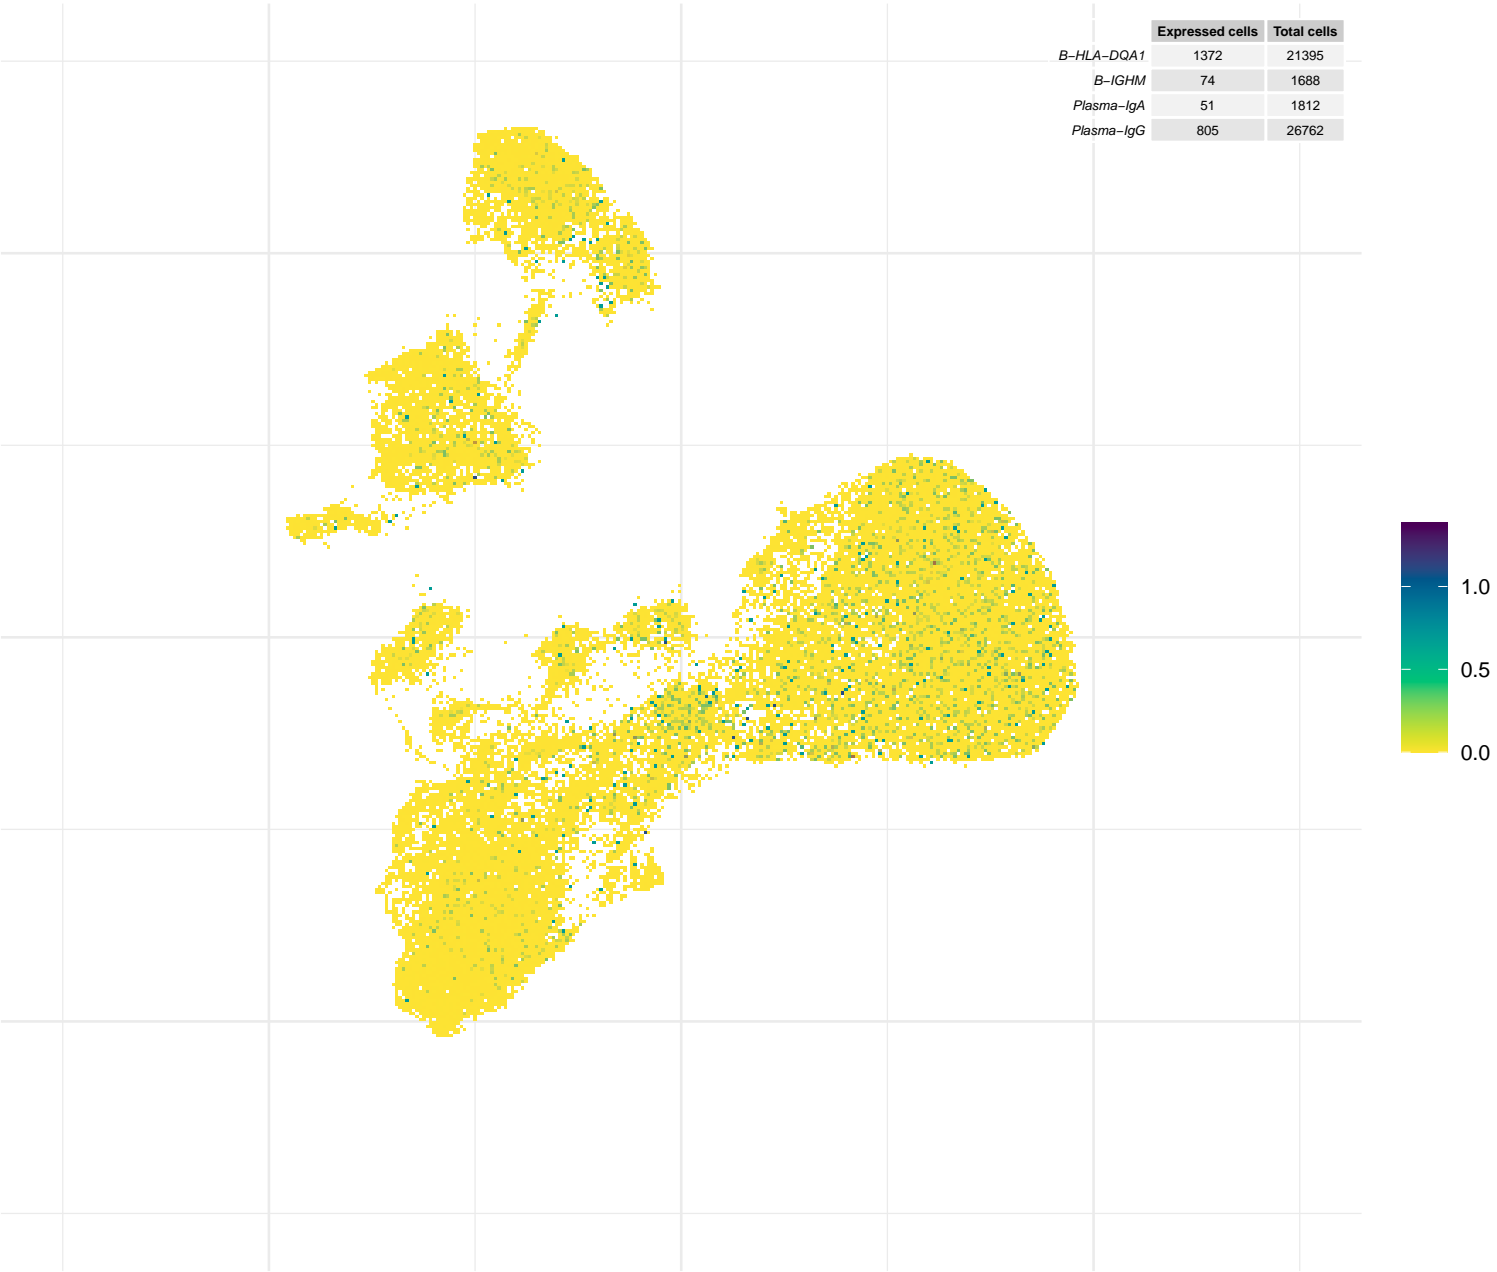 Expressed cells Total cells
B−HLA−DQA1 1372 21395
B−IGHM 74 1688
Plasma−IgA 51 1812
Plasma−IgG 805 26762
1.0
0.5
0.0